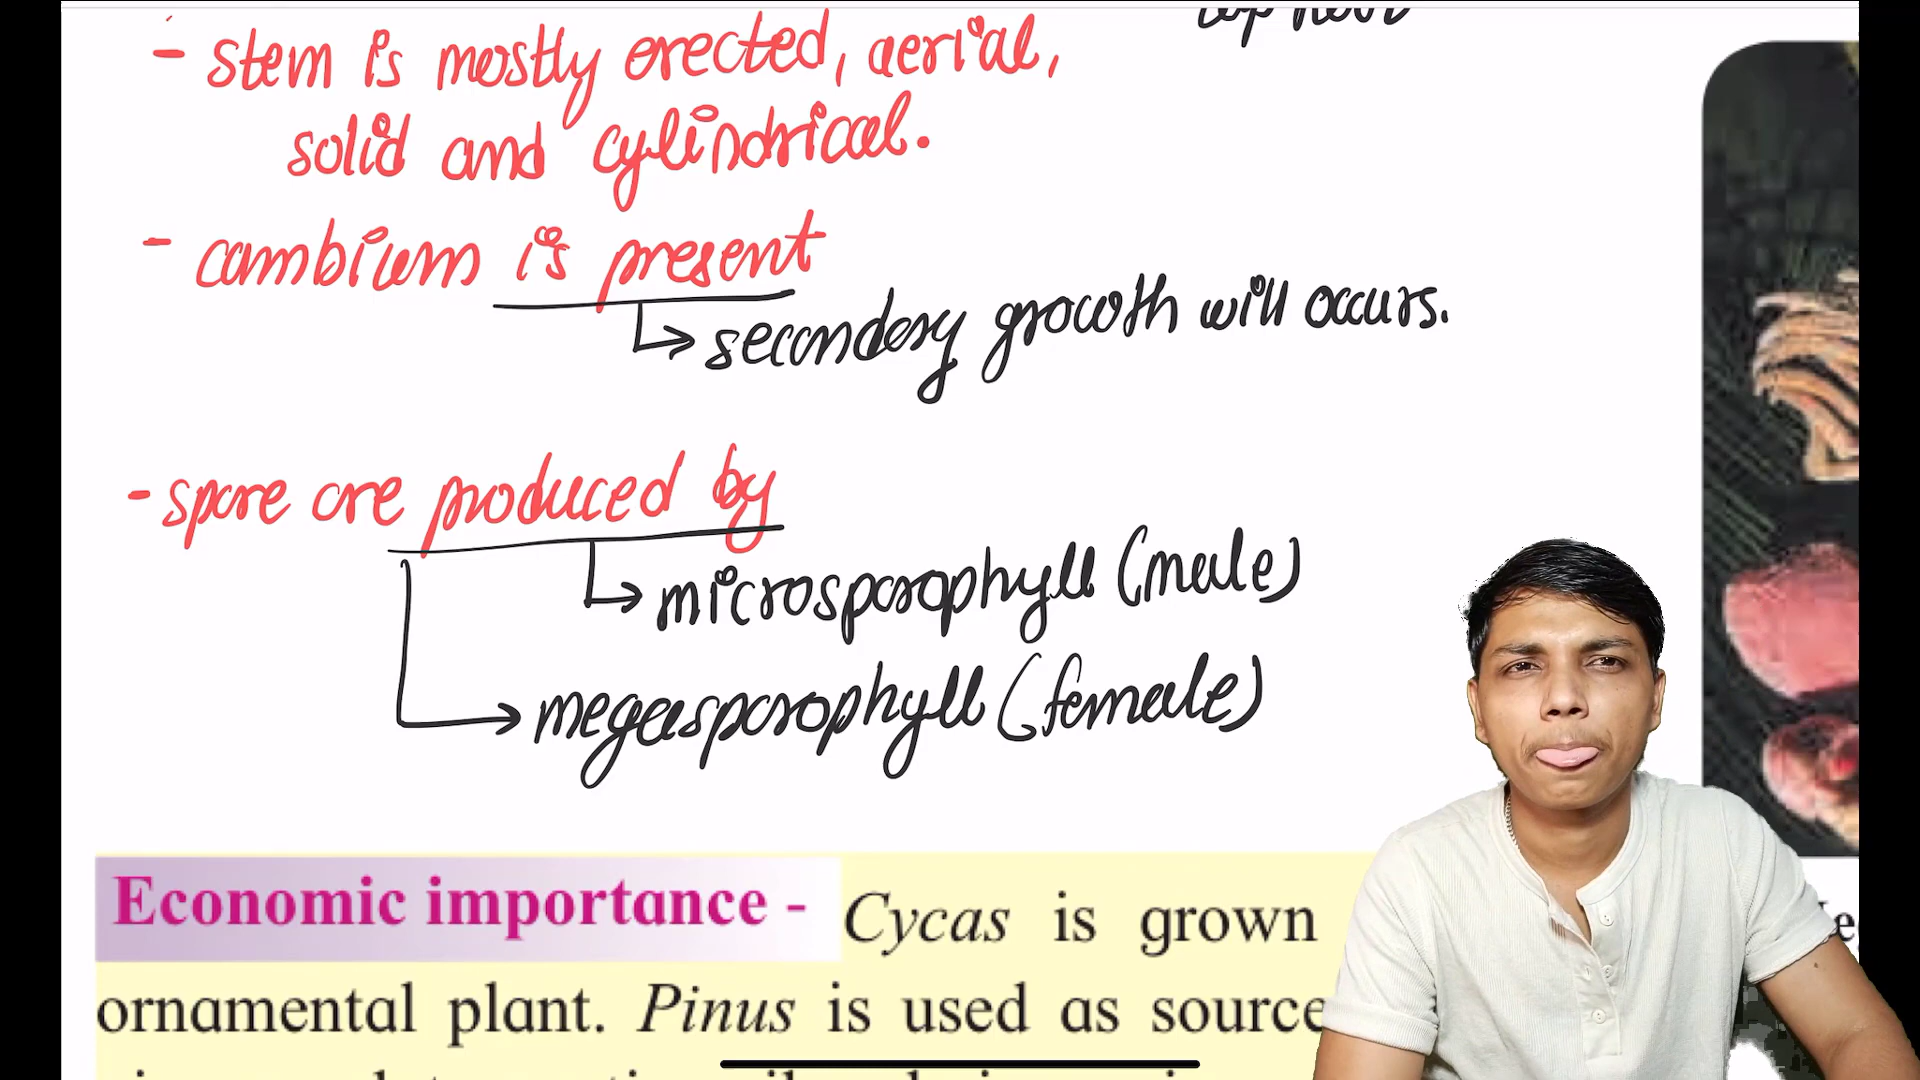 - stem is mostly erected, aerial,
solid and cylindrical.
- cambium is present
secondary growth will occurs.
- spore are produced by
microsporophyll (male)
megasporophyll (female)
Economic importance - Cycas is grown
ornamental plant. Pinus is used as source